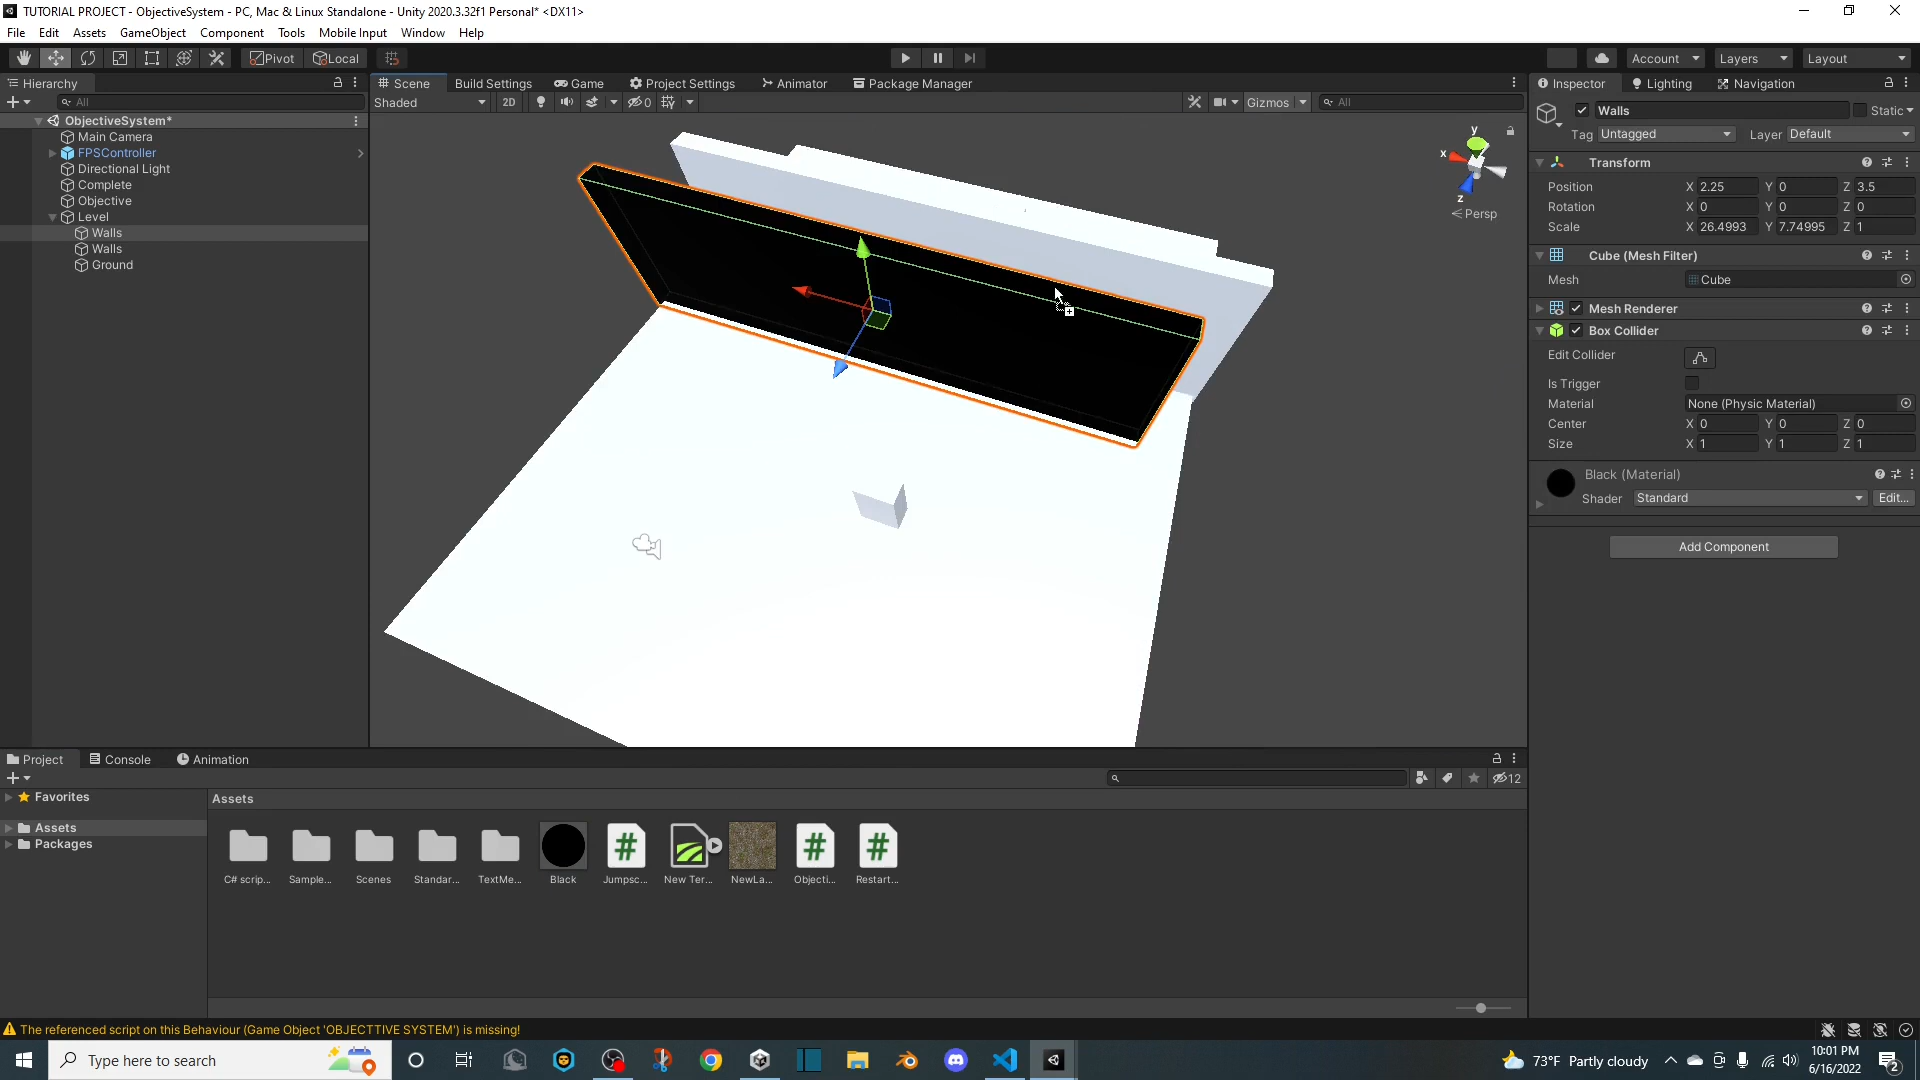 TUTORIAL PROJECT - ObjectiveSystem - PC, Mac & Linux Standalone - Unity 2020.3.32f1 Personal* <DX11>
File Edit Assets GameObject Component Tools Mobile Input Window Help
Pivot Local Account Layers Layout
Hierarchy
All
ObjectiveSystem*
Main Camera
FPSController
Directional Light
Complete
Objective
Level
Walls
Walls
Ground
Scene Build Settings Game Project Settings Animator Package Manager
Shaded 2D 0 Gizmos All
y
x
z
Persp
Inspector Lighting Navigation
Walls Static
Tag Untagged Layer Default
Transform
Position X 2.25 Y 0 Z 3.5
Rotation X 0 Y 0 Z 0
Scale X 26.4993 Y 7.74995 Z 1
Cube (Mesh Filter)
Mesh Cube
Mesh Renderer
Box Collider
Edit Collider
Is Trigger
Material None (Physic Material)
Center X 0 Y 0 Z 0
Size X 1 Y 1 Z 1
Black (Material)
Shader Standard Edit...
Add Component
Project Console Animation
12
Favorites
Assets
Packages
Assets
C# scrip... Sample... Scenes Standar... TextMe... Black Jumpsc... New Ter... NewLa... Objecti... Restart...
The referenced script on this Behaviour (Game Object 'OBJECTTIVE SYSTEM') is missing!
Type here to search
73°F Partly cloudy
10:01 PM
6/16/2022
2